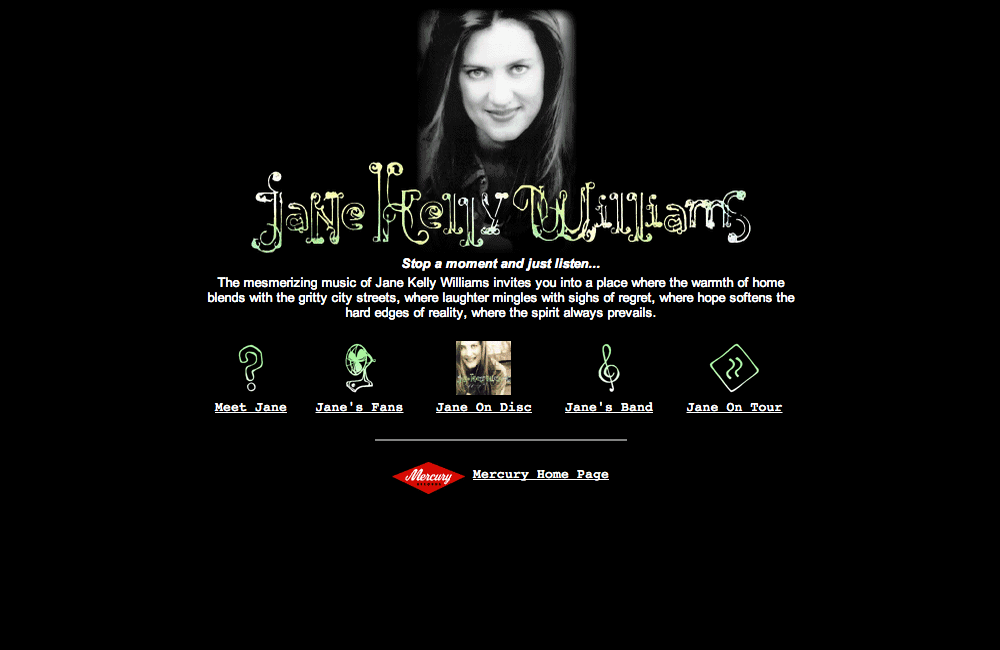 Jane Kelly Williams
Stop a moment and just listen...
The mesmerizing music of Jane Kelly Williams invites you into a place where the warmth of home
blends with the gritty city streets, where laughter mingles with sighs of regret, where hope softens the
hard edges of reality, where the spirit always prevails.
?
Meet Jane Jane's Fans Jane On Disc Jane's Band Jane On Tour
Mercury
Mercury Home Page